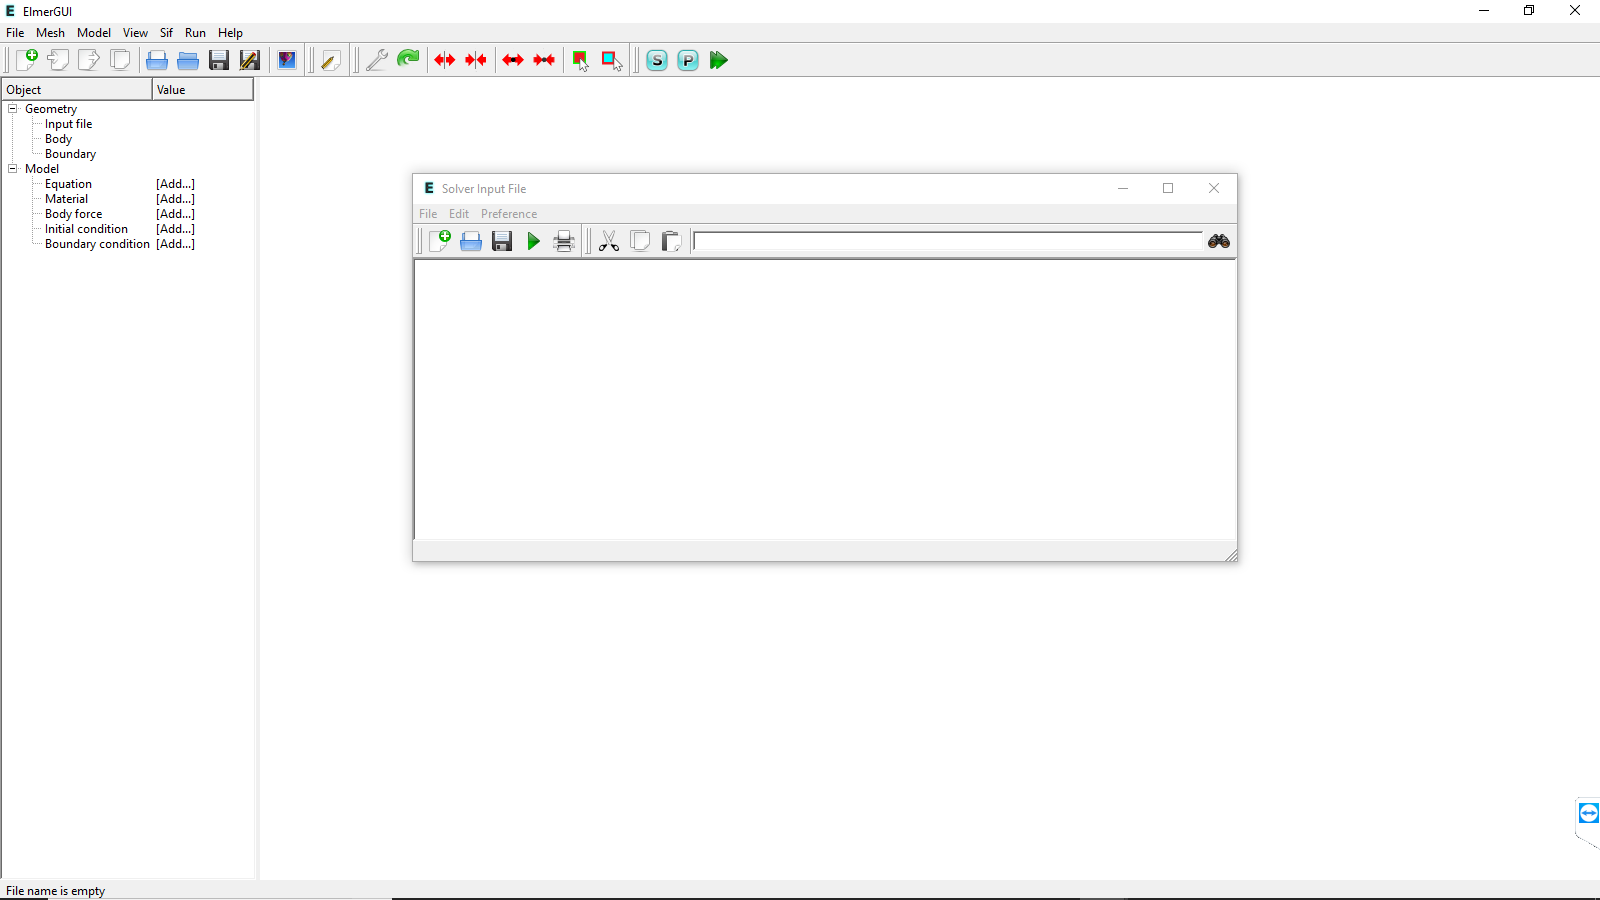 E ElmerGUI
File Mesh Model View Sif Run Help
? S P
Object Value
Geometry
Input file
Body
Boundary
Model
Equation [Add...]
Material [Add...]
Body force [Add...]
Initial condition [Add...]
Boundary condition [Add...]
E Solver Input File
File Edit Preference
File name is empty